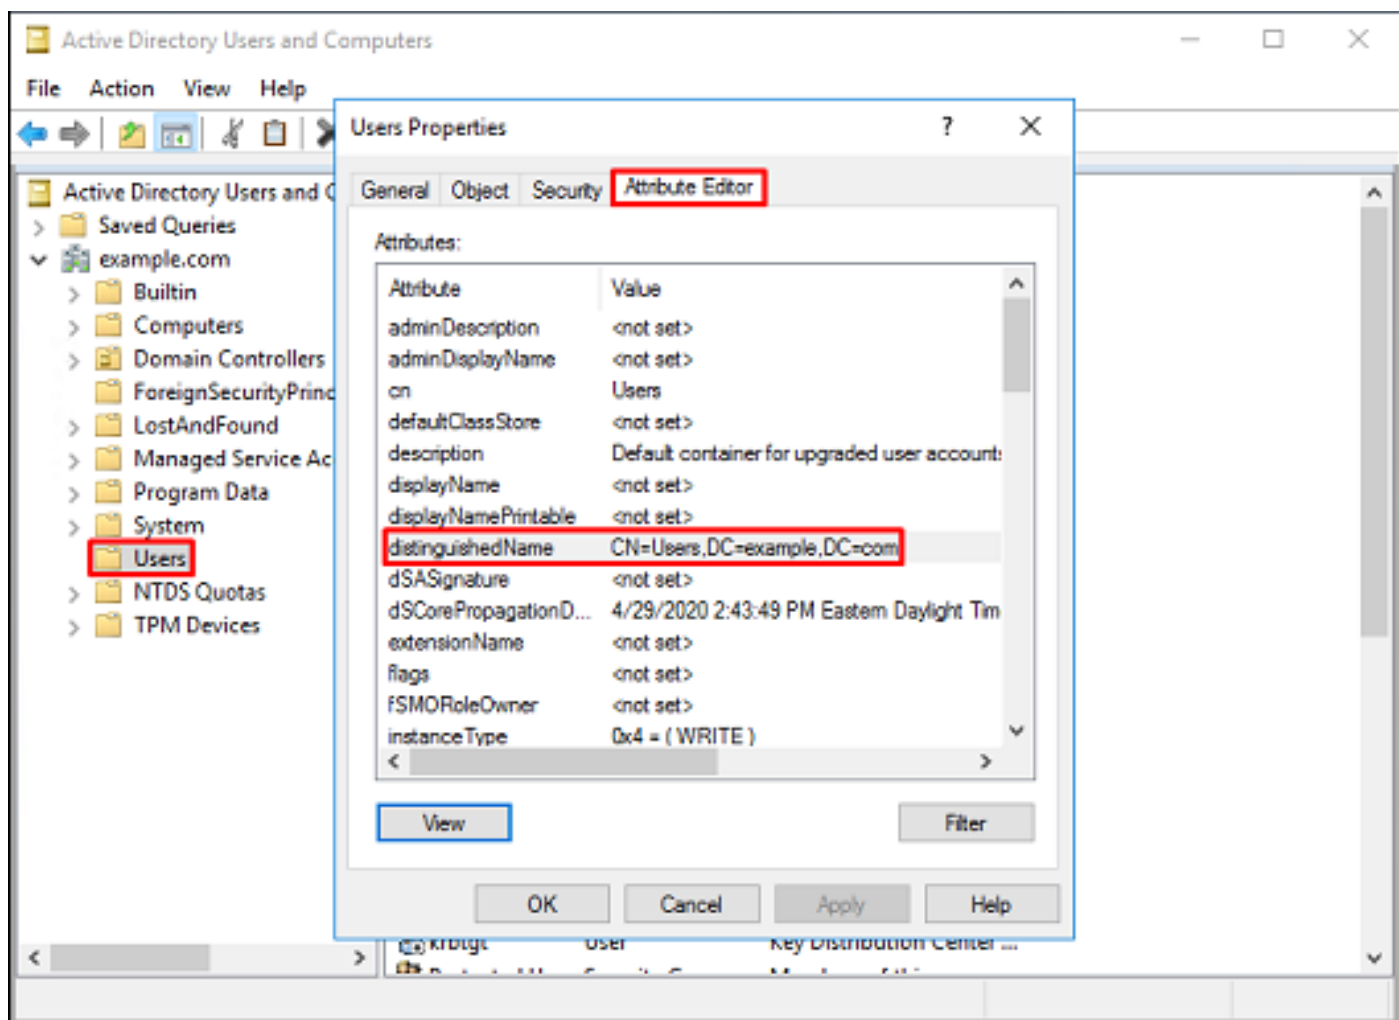 Active Directory Users and Computers
File Action View Help
Active Directory Users and C
Saved Queries
example.com
Builtin
Computers
Domain Controllers
ForeignSecurityPrinc
LostAndFound
Managed Service Ac
Program Data
System
Users
NTDS Quotas
TPM Devices
Users Properties ?
General Object Security Attribute Editor
Attributes:
Attribute Value
adminDescription <not set>
adminDisplayName <not set>
cn Users
defaultClassStore <not set>
description Default container for upgraded user accounts
displayName <not set>
displayNamePrintable <not set>
distinguishedName CN=Users,DC=example,DC=com
dSASignature <not set>
dSCorePropagationD... 4/29/2020 2:43:49 PM Eastern Daylight Tim
extensionName <not set>
flags <not set>
fSMORoleOwner <not set>
instanceType 0x4 = ( WRITE )
View Filter
OK Cancel Apply Help
krbtgt User Key Distribution Center ...